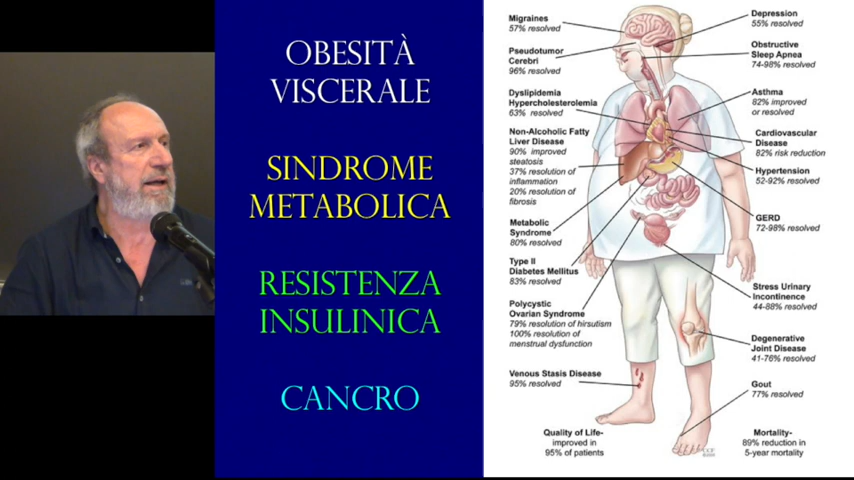 OBESITÀ
VISCERALE
SINDROME
METABOLICA
RESISTENZA
INSULINICA
CANCRO
Migraines
57% resolved
Pseudotumor
Cerebri
96% resolved
Dyslipidemia
Hypercholesterolemia
63% resolved
Non-Alcoholic Fatty
Liver Disease
90% improved
steatosis
37% resolution of
inflammation
20% resolution of
fibrosis
Metabolic
Syndrome
80% resolved
Type II
Diabetes Mellitus
83% resolved
Polycystic
Ovarian Syndrome
79% resolution of hirsutism
100% resolution of
menstrual dysfunction
Venous Stasis Disease
95% resolved
Quality of Life-
improved in
95% of patients
Depression
55% resolved
Obstructive
Sleep Apnea
74-98% resolved
Asthma
82% improved
or resolved
Cardiovascular
Disease
82% risk reduction
Hypertension
52-92% resolved
GERD
72-98% resolved
Stress Urinary
Incontinence
44-88% resolved
Degenerative
Joint Disease
41-76% resolved
Gout
77% resolved
Mortality-
89% reduction in
5-year mortality